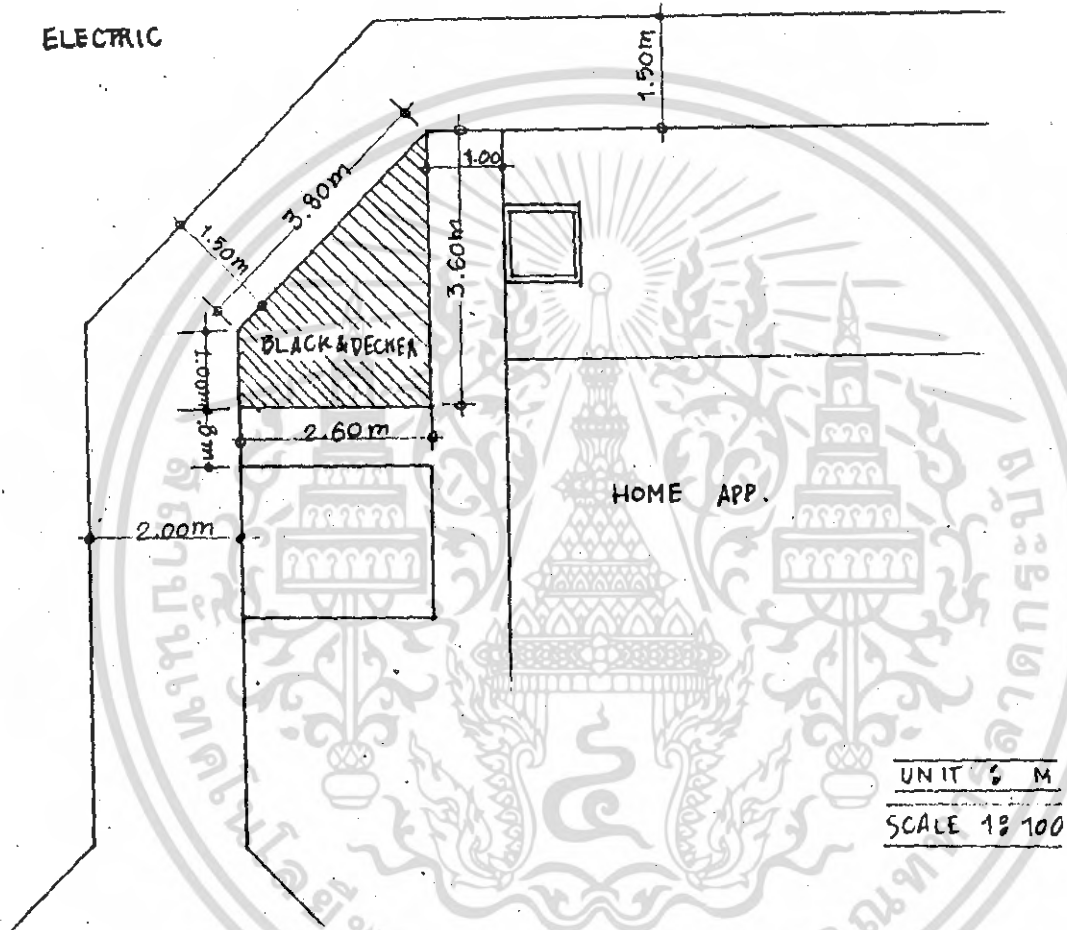 ELECTRIC
1.50m
1.00
3.80m
1.50m
3.60m
BLACK & DECKER
1.00m
.8m
2.60m
HOME APP.
2.00m
UNIT : M
SCALE 1:100